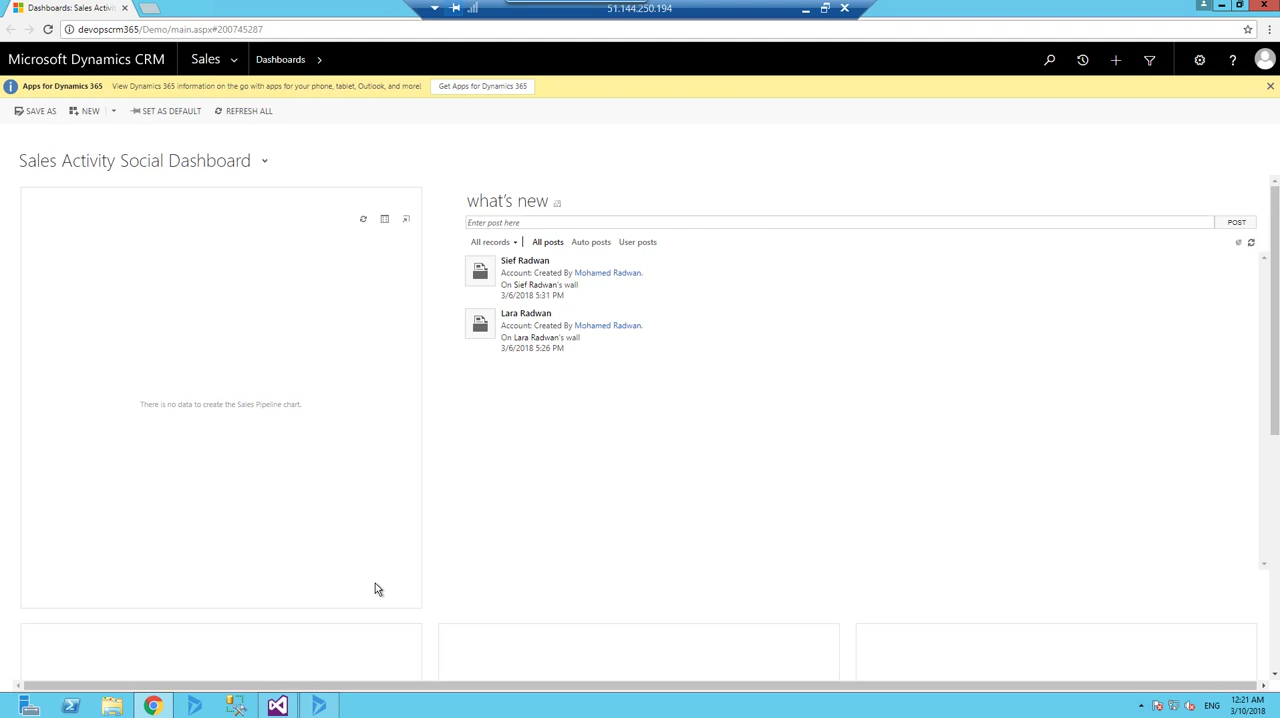 Dashboards: Sales Activi
51.144.250.194
devopscrm365/Demo/main.aspx#200745287
Microsoft Dynamics CRM
Sales
Dashboards
Apps for Dynamics 365
View Dynamics 365 information on the go with apps for your phone, tablet, Outlook, and more!
Get Apps for Dynamics 365
SAVE AS
NEW
SET AS DEFAULT
REFRESH ALL
Sales Activity Social Dashboard
what's new
Enter post here
POST
All records
All posts
Auto posts
User posts
Sief Radwan
Account: Created By Mohamed Radwan.
On Sief Radwan's wall
3/6/2018 5:31 PM
Lara Radwan
Account: Created By Mohamed Radwan.
On Lara Radwan's wall
3/6/2018 5:26 PM
There is no data to create the Sales Pipeline chart.
ENG
12:21 AM
3/10/2018